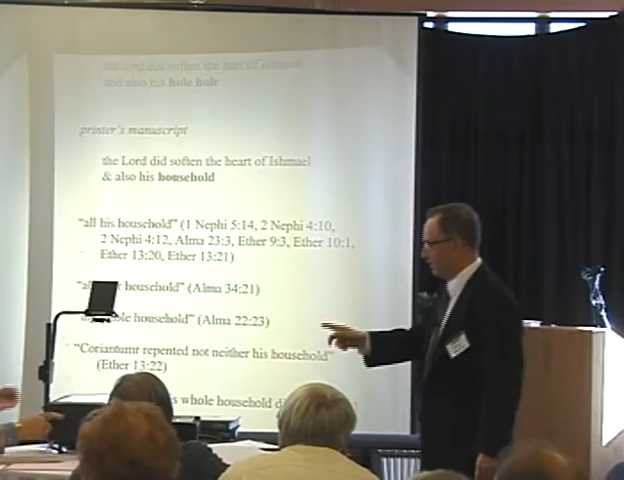 the Lord did soften the heart of Ishmael
and also his hole hole
printer's manuscript
the Lord did soften the heart of Ishmael
& also his household
"all his household" (1 Nephi 5:14, 2 Nephi 4:10,
2 Nephi 4:12, Alma 23:3, Ether 9:3, Ether 10:1,
Ether 13:20, Ether 13:21)
household" (Alma 34:21)
household" (Alma 22:23)
"Coriantumr repented not neither his household"
(Ether 13:22)
whole household